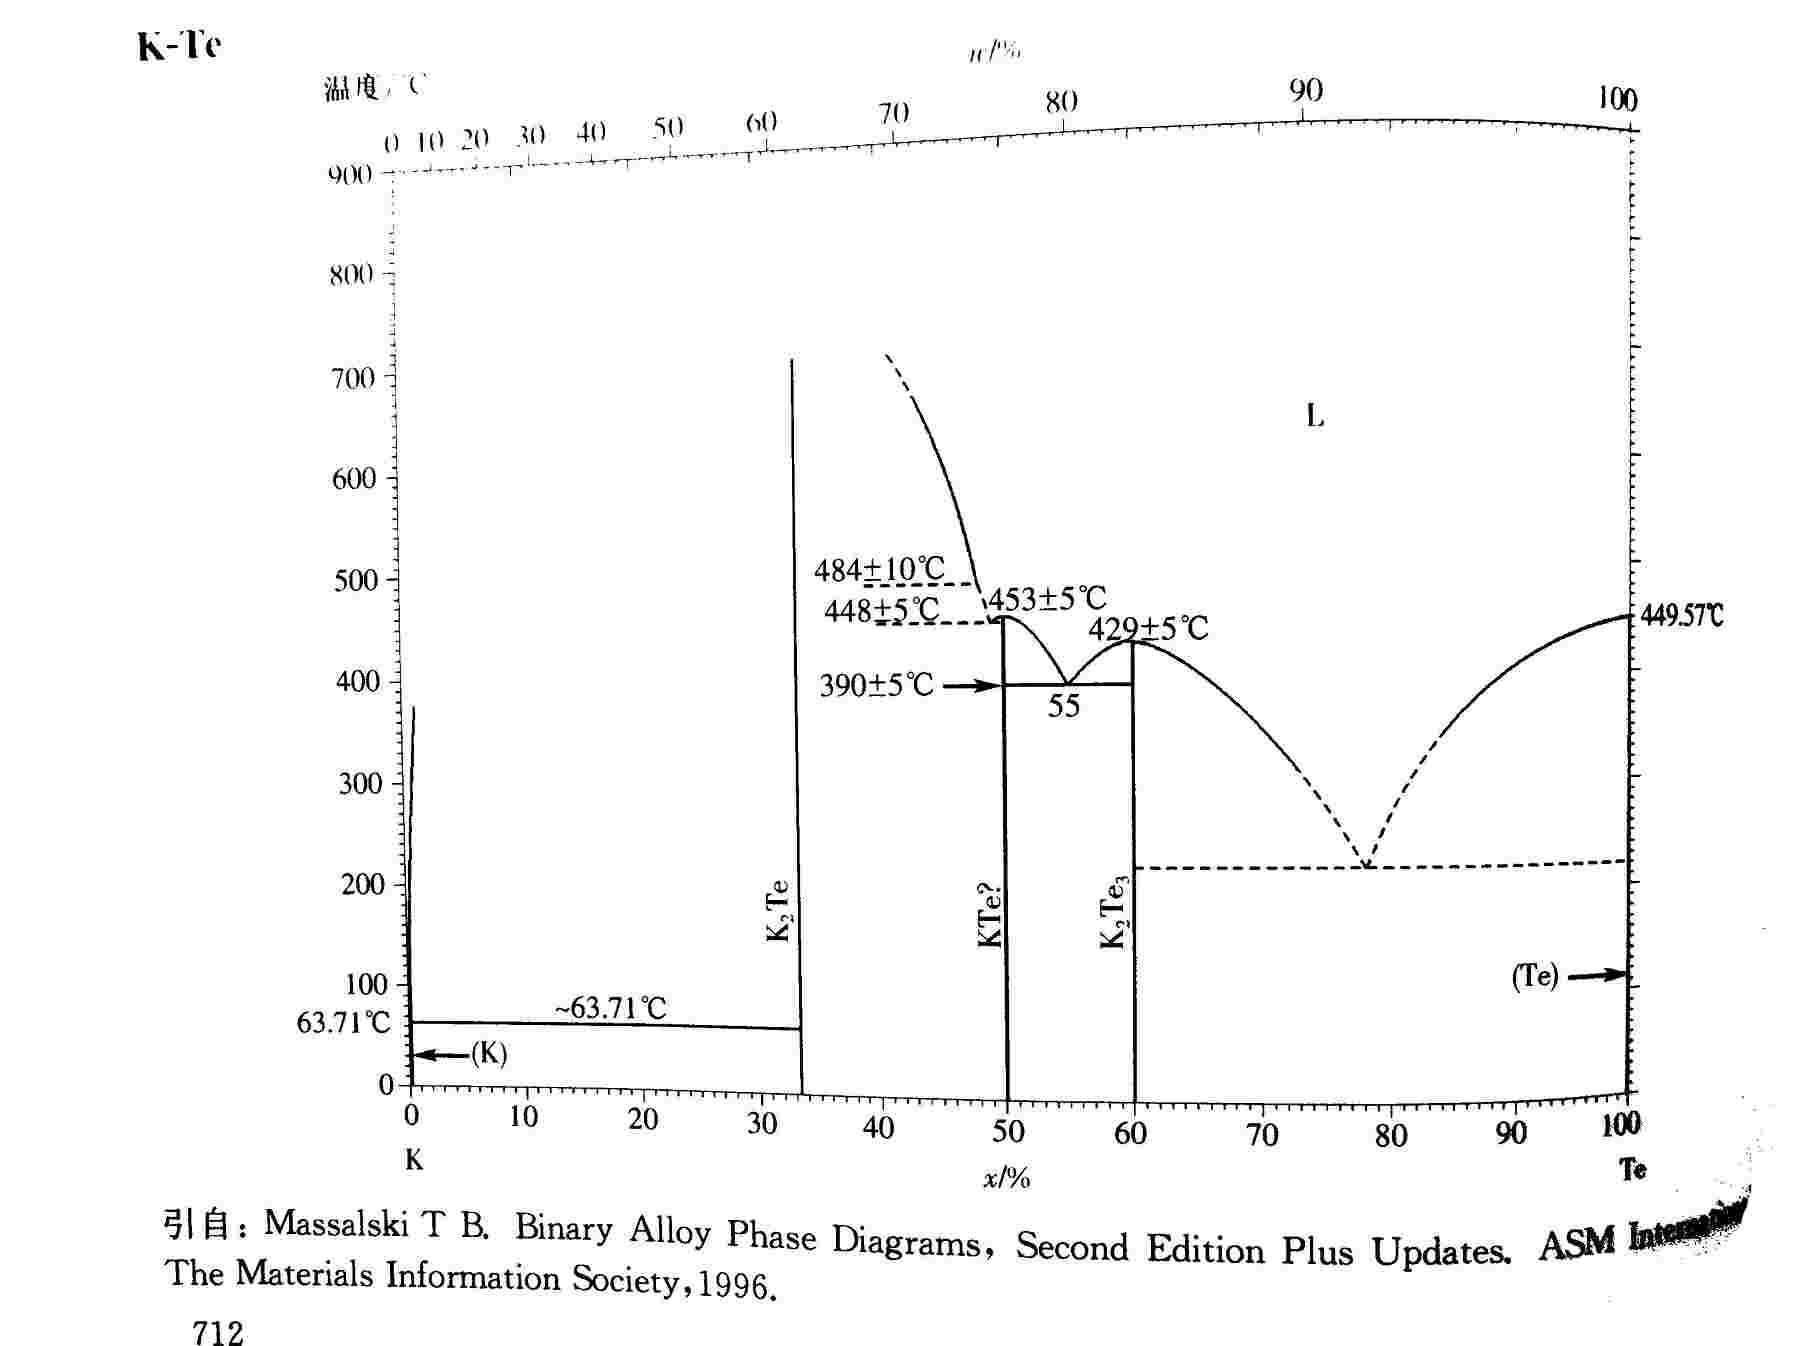 K-Te
w/%
温度/℃
0 10 20 30 40 50 60 70 80 90 100
900
800
700
L
600
484±10℃
500
453±5℃
448±5℃
429±5℃
449.57℃
400
390±5℃
55
300
200
K₂Te
KTe?
K₂Te₃
100
(Te)
~63.71℃
63.71℃
(K)
0
0 10 20 30 40 50 60 70 80 90 100
K
Te
x/%
引自: Massalski T B. Binary Alloy Phase Diagrams, Second Edition Plus Updates. ASM
The Materials Information Society,1996.
712